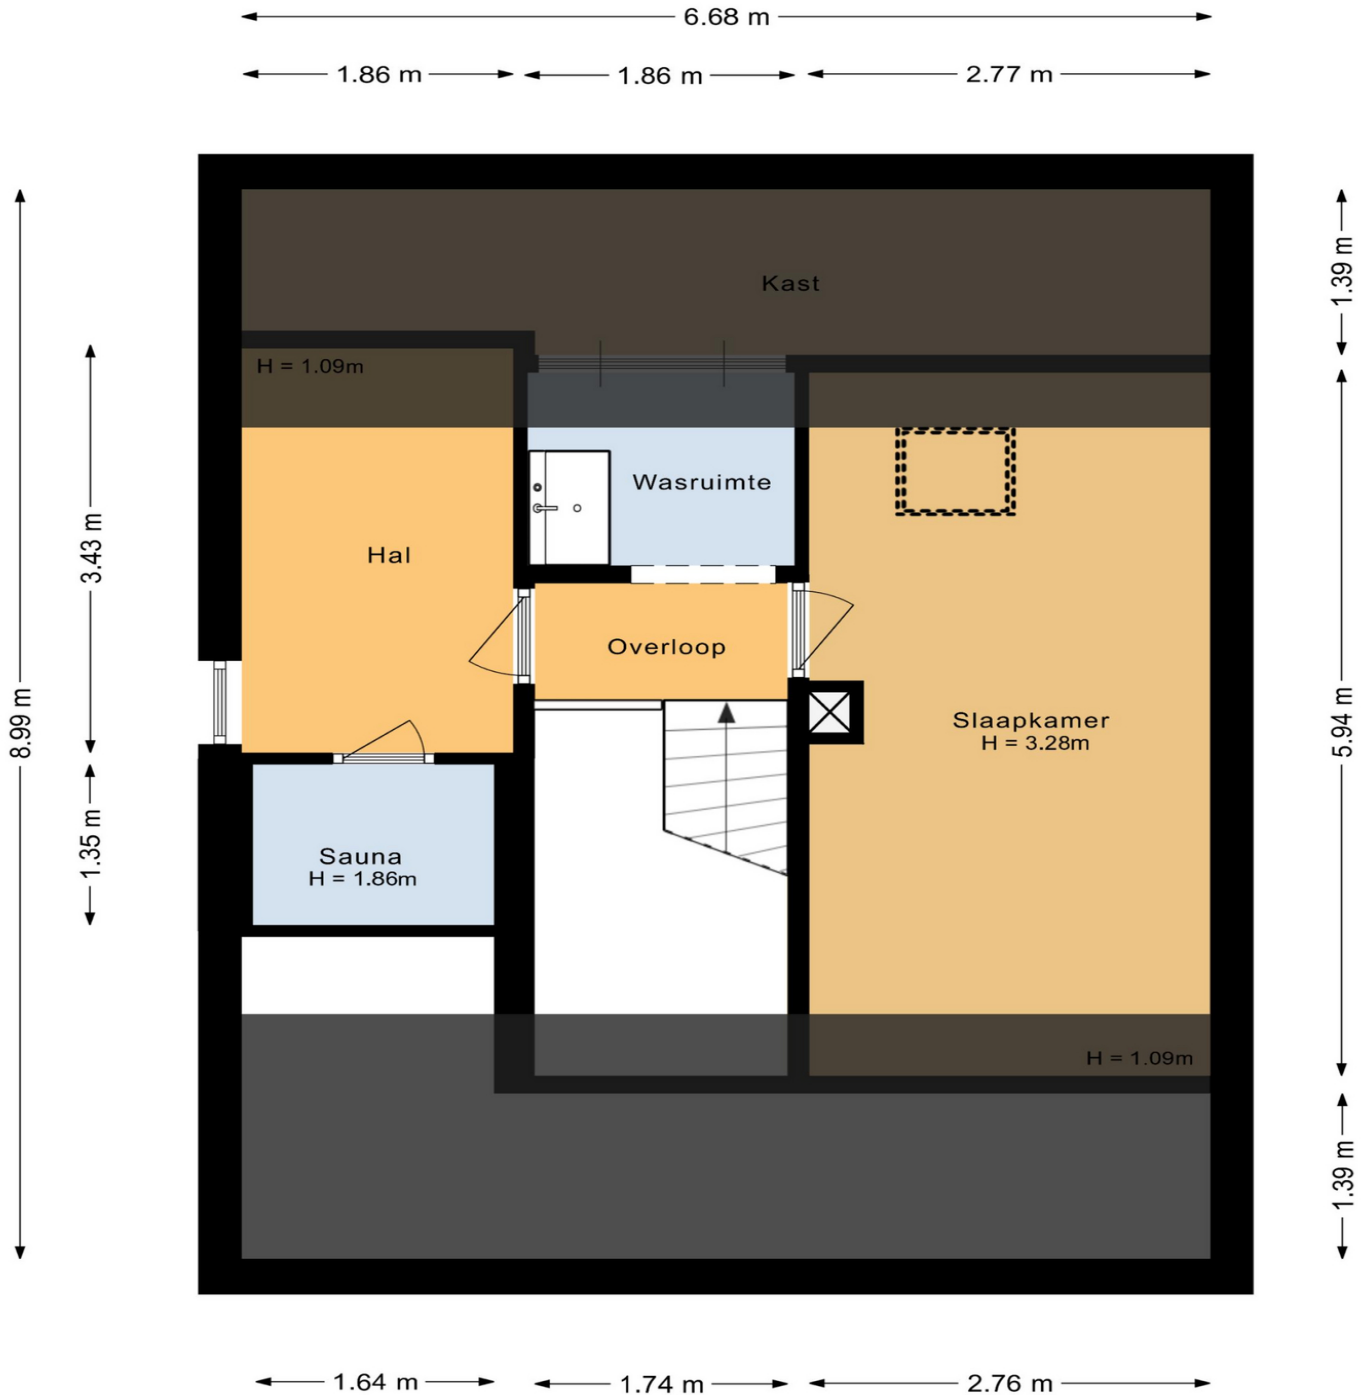 6.68 m
1.86 m
1.86 m
2.77 m
Kast
1.39 m
H = 1.09m
Wasruimte
3.43 m
Hal
Overloop
8.99 m
Slaapkamer
H = 3.28m
5.94 m
1.35 m
Sauna
H = 1.86m
H = 1.09m
1.39 m
1.64 m
1.74 m
2.76 m